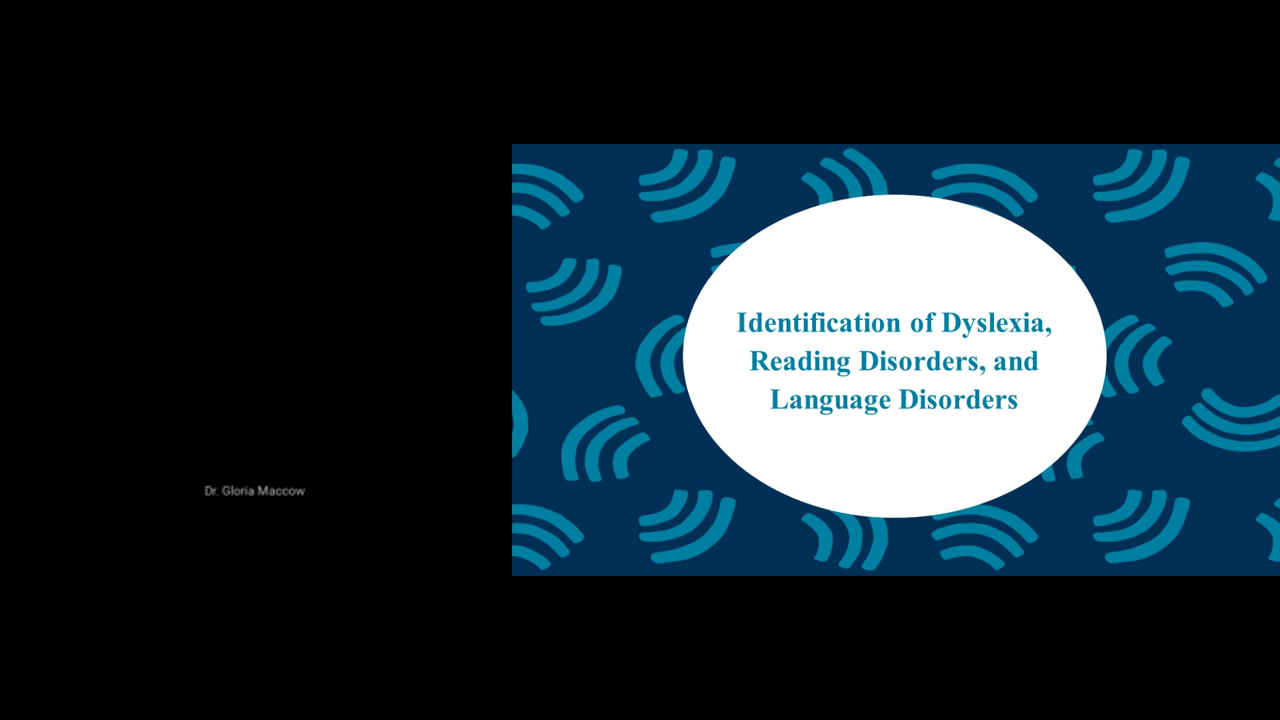 Dr. Gloria Maccow
Identification of Dyslexia,
Reading Disorders, and
Language Disorders